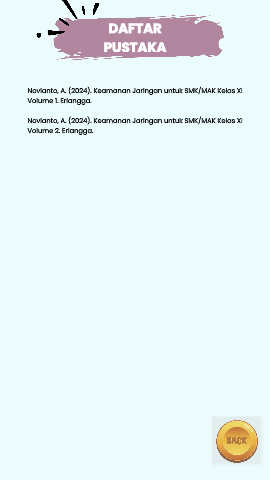 DAFTAR
PUSTAKA
Novianto, A. (2024). Keamanan Jaringan untuk SMK/MAK Kelas XI
Volume 1. Erlangga.
Novianto, A. (2024). Keamanan Jaringan untuk SMK/MAK Kelas XI
Volume 2. Erlangga.
BACK